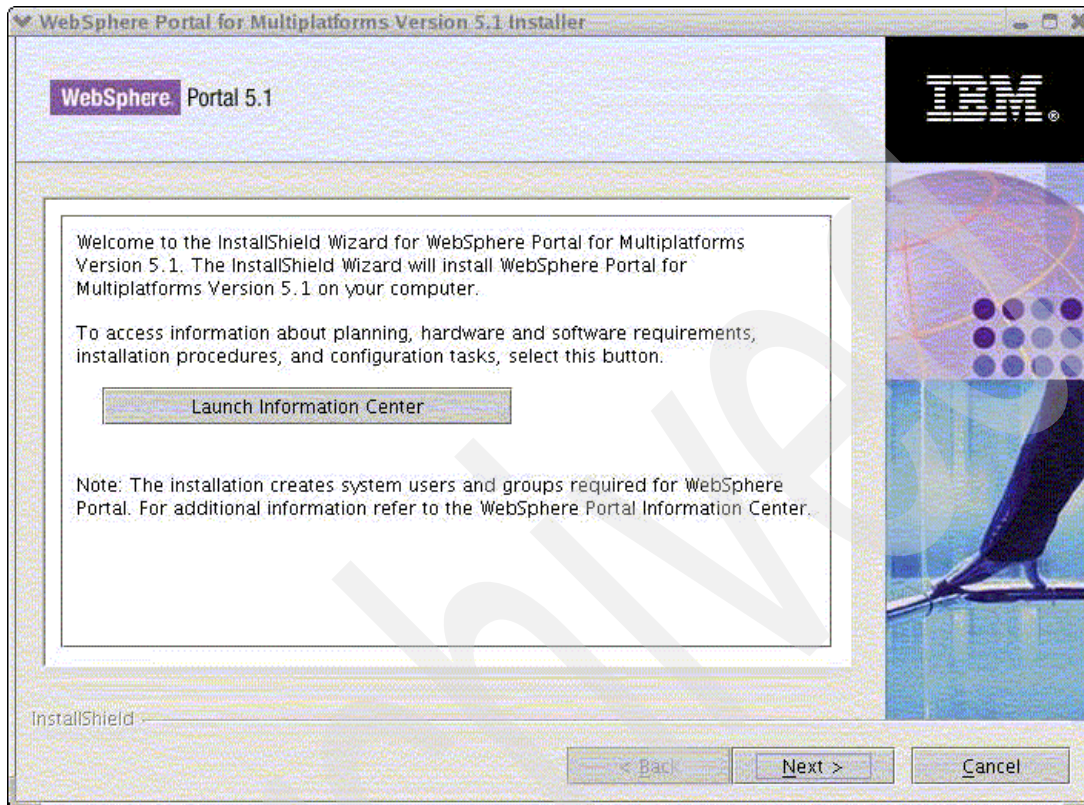 WebSphere Portal for Multiplatforms Version 5.1 Installer
WebSphere. Portal 5.1
IBM®
Welcome to the InstallShield Wizard for WebSphere Portal for Multiplatforms
Version 5.1. The InstallShield Wizard will install WebSphere Portal for
Multiplatforms Version 5.1 on your computer.
To access information about planning, hardware and software requirements,
installation procedures, and configuration tasks, select this button.
Launch Information Center
Note: The installation creates system users and groups required for WebSphere
Portal. For additional information refer to the WebSphere Portal Information Center.
InstallShield
< Back
Next >
Cancel